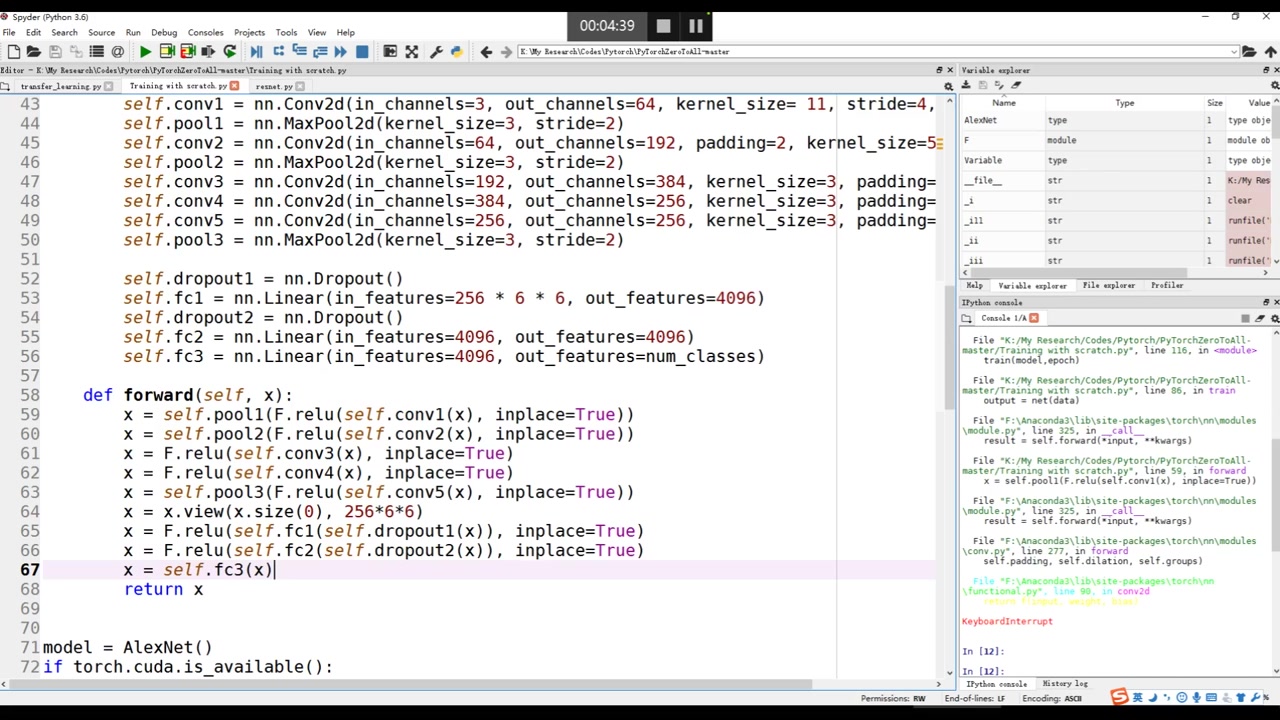 Spyder (Python 3.6)
00:04:39
File Edit Search Source Run Debug Consoles Projects Tools View Help
K:\My Research\Codes\Pytorch\PyTorchZeroToAll-master
Editor - K:\My Research\Codes\Pytorch\PyTorchZeroToAll-master\Training with scratch.py
transfer_learning.py Training with scratch.py resnet.py
43 self.conv1 = nn.Conv2d(in_channels=3, out_channels=64, kernel_size= 11, stride=4,
44 self.pool1 = nn.MaxPool2d(kernel_size=3, stride=2)
45 self.conv2 = nn.Conv2d(in_channels=64, out_channels=192, padding=2, kernel_size=5
46 self.pool2 = nn.MaxPool2d(kernel_size=3, stride=2)
47 self.conv3 = nn.Conv2d(in_channels=192, out_channels=384, kernel_size=3, padding=
48 self.conv4 = nn.Conv2d(in_channels=384, out_channels=256, kernel_size=3, padding=
49 self.conv5 = nn.Conv2d(in_channels=256, out_channels=256, kernel_size=3, padding=
50 self.pool3 = nn.MaxPool2d(kernel_size=3, stride=2)
51
52 self.dropout1 = nn.Dropout()
53 self.fc1 = nn.Linear(in_features=256 * 6 * 6, out_features=4096)
54 self.dropout2 = nn.Dropout()
55 self.fc2 = nn.Linear(in_features=4096, out_features=4096)
56 self.fc3 = nn.Linear(in_features=4096, out_features=num_classes)
57
58 def forward(self, x):
59 x = self.pool1(F.relu(self.conv1(x), inplace=True))
60 x = self.pool2(F.relu(self.conv2(x), inplace=True))
61 x = F.relu(self.conv3(x), inplace=True)
62 x = F.relu(self.conv4(x), inplace=True)
63 x = self.pool3(F.relu(self.conv5(x), inplace=True))
64 x = x.view(x.size(0), 256*6*6)
65 x = F.relu(self.fc1(self.dropout1(x)), inplace=True)
66 x = F.relu(self.fc2(self.dropout2(x)), inplace=True)
67 x = self.fc3(x)
68 return x
69
70
71 model = AlexNet()
72 if torch.cuda.is_available():
Variable explorer
Name Type Size Value
AlexNet type 1 type obje
F module 1 module ob
Variable type 1 type obje
__file__ str 1 K:/My Res
_i str 1 clear
_i11 str 1 runfile('
_ii str 1 runfile('
_iii str 1 runfile('
Help Variable explorer File explorer Profiler
IPython console
Console 1/A
File "K:/My Research/Codes/Pytorch/PyTorchZeroToAll-
master/Training with scratch.py", line 116, in <module>
train(model,epoch)
File "K:/My Research/Codes/Pytorch/PyTorchZeroToAll-
master/Training with scratch.py", line 86, in train
output = net(data)
File "F:\Anaconda3\lib\site-packages\torch\nn\modules
\module.py", line 325, in __call__
result = self.forward(*input, **kwargs)
File "K:/My Research/Codes/Pytorch/PyTorchZeroToAll-
master/Training with scratch.py", line 59, in forward
x = self.pool1(F.relu(self.conv1(x), inplace=True))
File "F:\Anaconda3\lib\site-packages\torch\nn\modules
\module.py", line 325, in __call__
result = self.forward(*input, **kwargs)
File "F:\Anaconda3\lib\site-packages\torch\nn\modules
\conv.py", line 277, in forward
self.padding, self.dilation, self.groups)
File "F:\Anaconda3\lib\site-packages\torch\nn
\functional.py", line 90, in conv2d
return f(input, weight, bias)
KeyboardInterrupt
In [12]:
In [12]:
IPython console History log
Permissions: RW End-of-lines: LF Encoding: ASCII
英